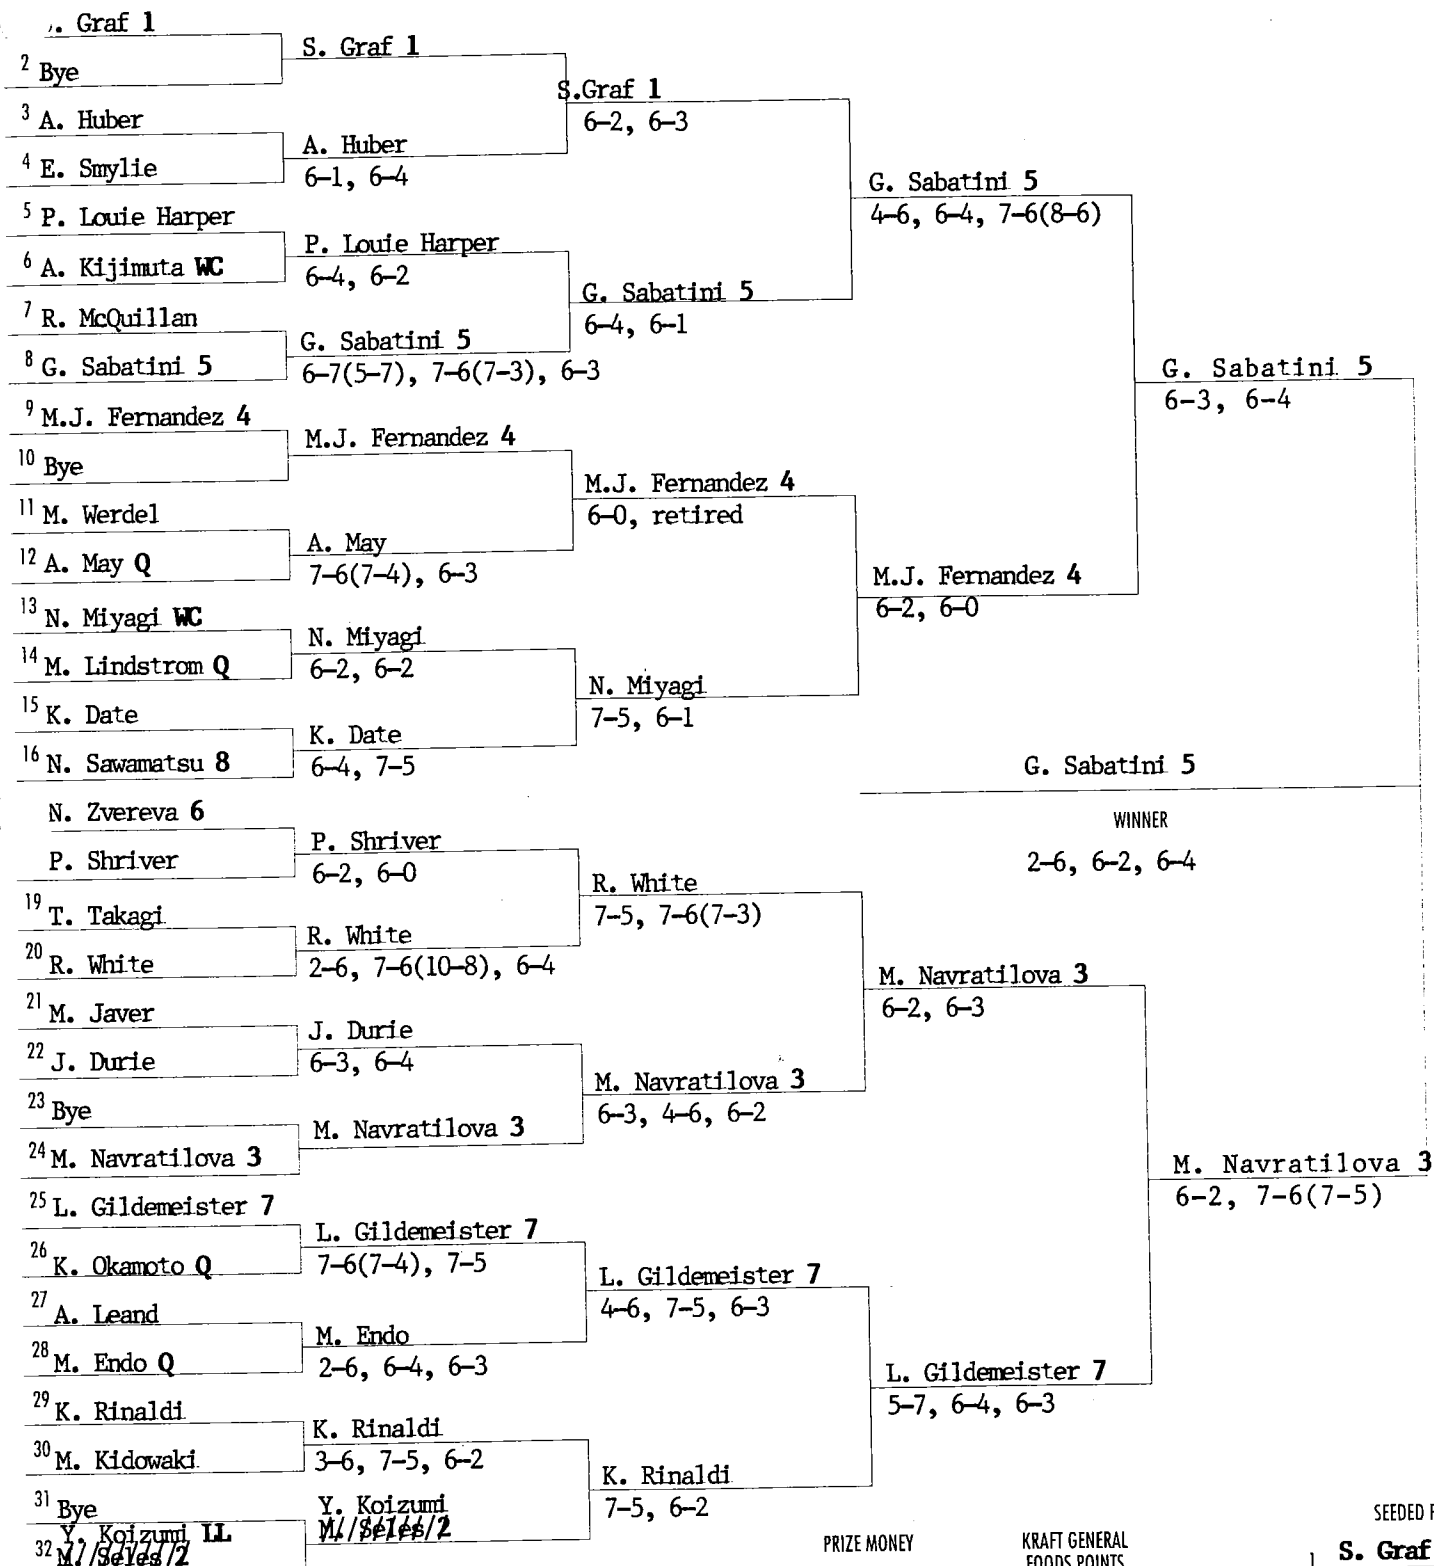 . Graf 1
2 Bye
3 A. Huber
4 E. Smylie
5 P. Louie Harper
6 A. Kijimuta WC
7 R. McQuillan
8 G. Sabatini 5
9 M.J. Fernandez 4
10 Bye
11 M. Werdel
12 A. May Q
13 N. Miyagi WC
14 M. Lindstrom Q
15 K. Date
16 N. Sawamatsu 8
N. Zvereva 6
P. Shriver
19 T. Takagi
20 R. White
21 M. Javer
22 J. Durie
23 Bye
24 M. Navratilova 3
25 L. Gildemeister 7
26 K. Okamoto Q
27 A. Leand
28 M. Endo Q
29 K. Rinaldi
30 M. Kidowaki
31 Bye
Y. Koizumi LL
32 M. Seles 2
S. Graf 1
A. Huber
6-1, 6-4
P. Louie Harper
6-4, 6-2
G. Sabatini 5
6-7(5-7), 7-6(7-3), 6-3
M.J. Fernandez 4
A. May
7-6(7-4), 6-3
N. Miyagi
6-2, 6-2
K. Date
6-4, 7-5
P. Shriver
6-2, 6-0
R. White
2-6, 7-6(10-8), 6-4
J. Durie
6-3, 6-4
M. Navratilova 3
L. Gildemeister 7
7-6(7-4), 7-5
M. Endo
2-6, 6-4, 6-3
K. Rinaldi
3-6, 7-5, 6-2
Y. Koizumi
M. Seles 2
S.Graf 1
6-2, 6-3
G. Sabatini 5
6-4, 6-1
M.J. Fernandez 4
6-0, retired
N. Miyagi
7-5, 6-1
R. White
7-5, 7-6(7-3)
M. Navratilova 3
6-3, 4-6, 6-2
L. Gildemeister 7
4-6, 7-5, 6-3
K. Rinaldi
7-5, 6-2
G. Sabatini 5
4-6, 6-4, 7-6(8-6)
M.J. Fernandez 4
6-2, 6-0
M. Navratilova 3
6-2, 6-3
L. Gildemeister 7
5-7, 6-4, 6-3
G. Sabatini 5
6-3, 6-4
M. Navratilova 3
6-2, 7-6(7-5)
G. Sabatini 5
WINNER
2-6, 6-2, 6-4
PRIZE MONEY
KRAFT GENERAL
FOODS POINTS
SEEDED
1 S. Graf